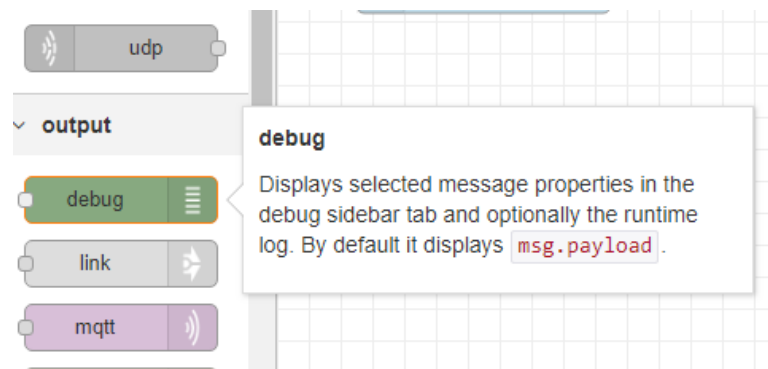 udp
output
debug
debug
Displays selected message properties in the
debug sidebar tab and optionally the runtime
log. By default it displays msg.payload.
link
mqtt